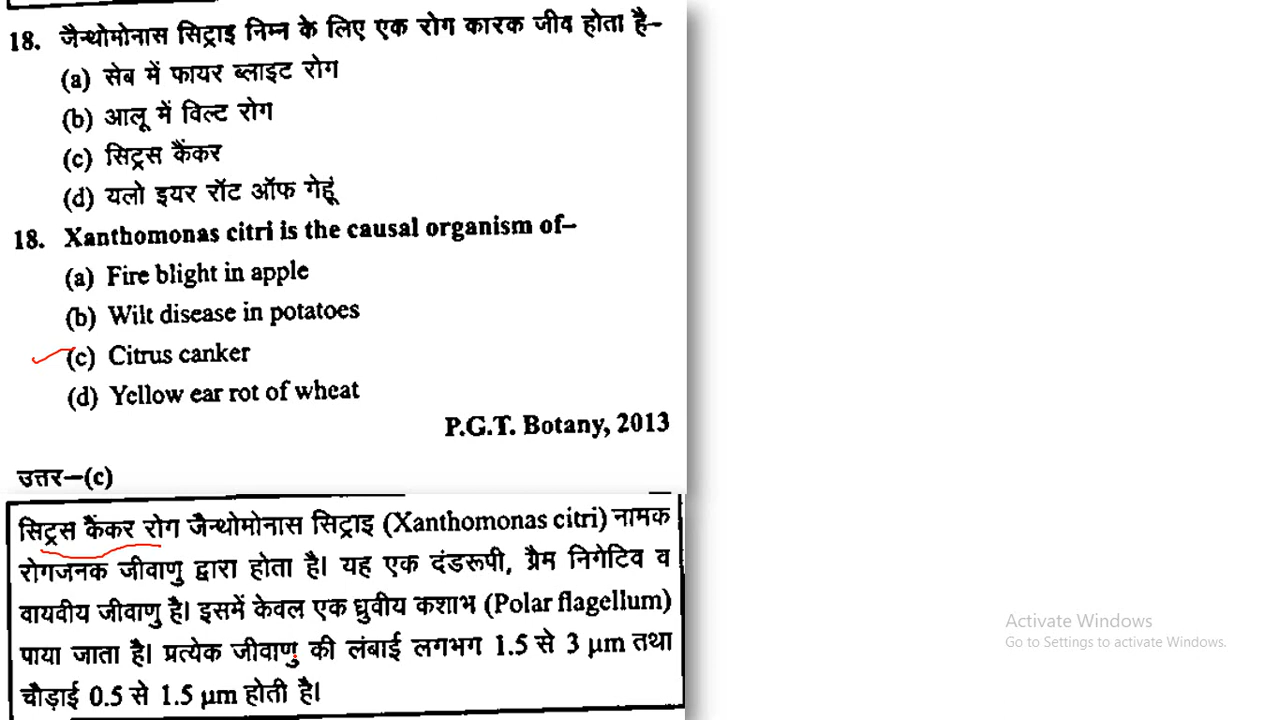 18. जैन्थोमोनास सिट्राइ निम्न के लिए एक रोग कारक जीव होता है–
(a) सेब में फायर ब्लाइट रोग
(b) आलू में विल्ट रोग
(c) सिट्रस कैंकर
(d) यलो इयर रॉट ऑफ गेहूं
18. Xanthomonas citri is the causal organism of–
(a) Fire blight in apple
(b) Wilt disease in potatoes
(c) Citrus canker
(d) Yellow ear rot of wheat
P.G.T. Botany, 2013
उत्तर—(c)
सिट्रस कैंकर रोग जैन्थोमोनास सिट्राइ (Xanthomonas citri) नामक
रोगजनक जीवाणु द्वारा होता है। यह एक दंडरूपी, ग्रैम निगेटिव व
वायवीय जीवाणु है। इसमें केवल एक ध्रुवीय कशाभ (Polar flagellum)
पाया जाता है। प्रत्येक जीवाणु की लंबाई लगभग 1.5 से 3 μm तथा
चौड़ाई 0.5 से 1.5 μm होती है।
Activate Windows
Go to Settings to activate Windows.